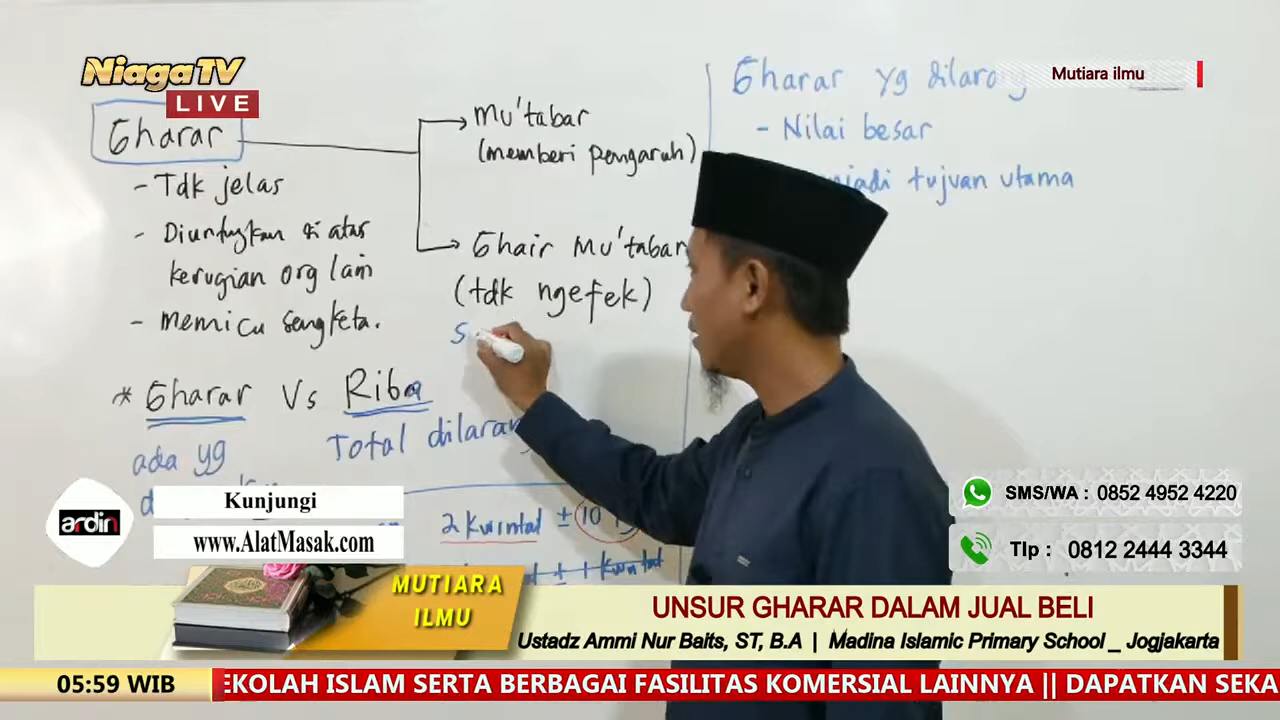 NiagaTV
LIVE
Mutiara ilmu
Gharar
- Tdk jelas
- Diuntungkan di atas
kerugian org lain
- memicu sengketa.
* Gharar Vs Riba
ada yg
Total dilarang
Mu'tabar
(memberi pengaruh)
Ghair Mu'tabar
(tdk ngefek)
S
2 kwintal ± 10
± 1 kwintal
Gharar yg dilarang
- Nilai besar
tujuan utama
ardin
Kunjungi
www.AlatMasak.com
SMS/WA : 0852 4952 4220
Tlp : 0812 2444 3344
MUTIARA
ILMU
UNSUR GHARAR DALAM JUAL BELI
Ustadz Ammi Nur Baits, ST, B.A | Madina Islamic Primary School _ Jogjakarta
05:59 WIB
EKOLAH ISLAM SERTA BERBAGAI FASILITAS KOMERSIAL LAINNYA || DAPATKAN SEKA